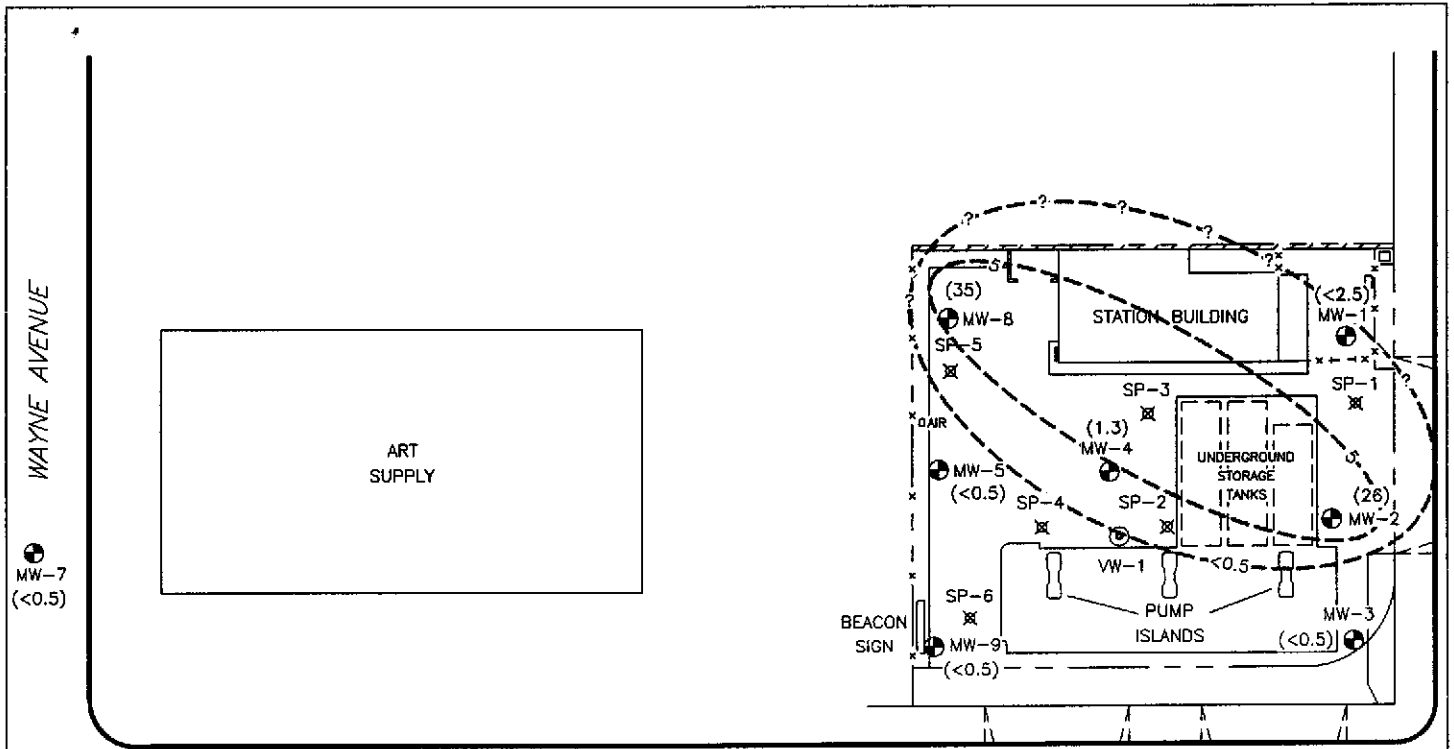 WAYNE AVENUE
MW-7
(<0.5)
ART
SUPPLY
?
?
?
?
?
?
?
5
(35)
MW-8
SP-5
STATION BUILDING
(<2.5)
MW-1
SP-3
SP-1
AIR
(1.3)
MW-4
UNDERGROUND
STORAGE
TANKS
5
MW-5
(<0.5)
SP-4
SP-2
(26)
MW-2
VW-1
<0.5
SP-6
PUMP
ISLANDS
BEACON
SIGN
MW-9
(<0.5)
MW-3
(<0.5)